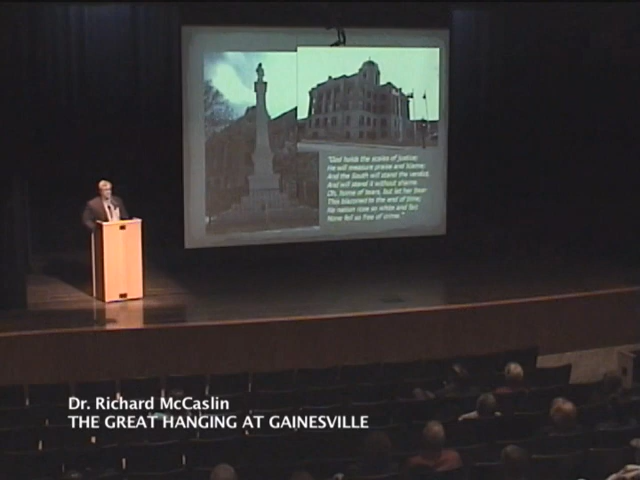 "God holds the scales of justice;
He will measure praise and blame;
And the South will stand the verdict,
And will stand it without shame.
Oh, home of tears, but let her bear
This blazoned to the end of time;
No nation rose so white and fair
None fell so free of crime."
Dr. Richard McCaslin
THE GREAT HANGING AT GAINESVILLE